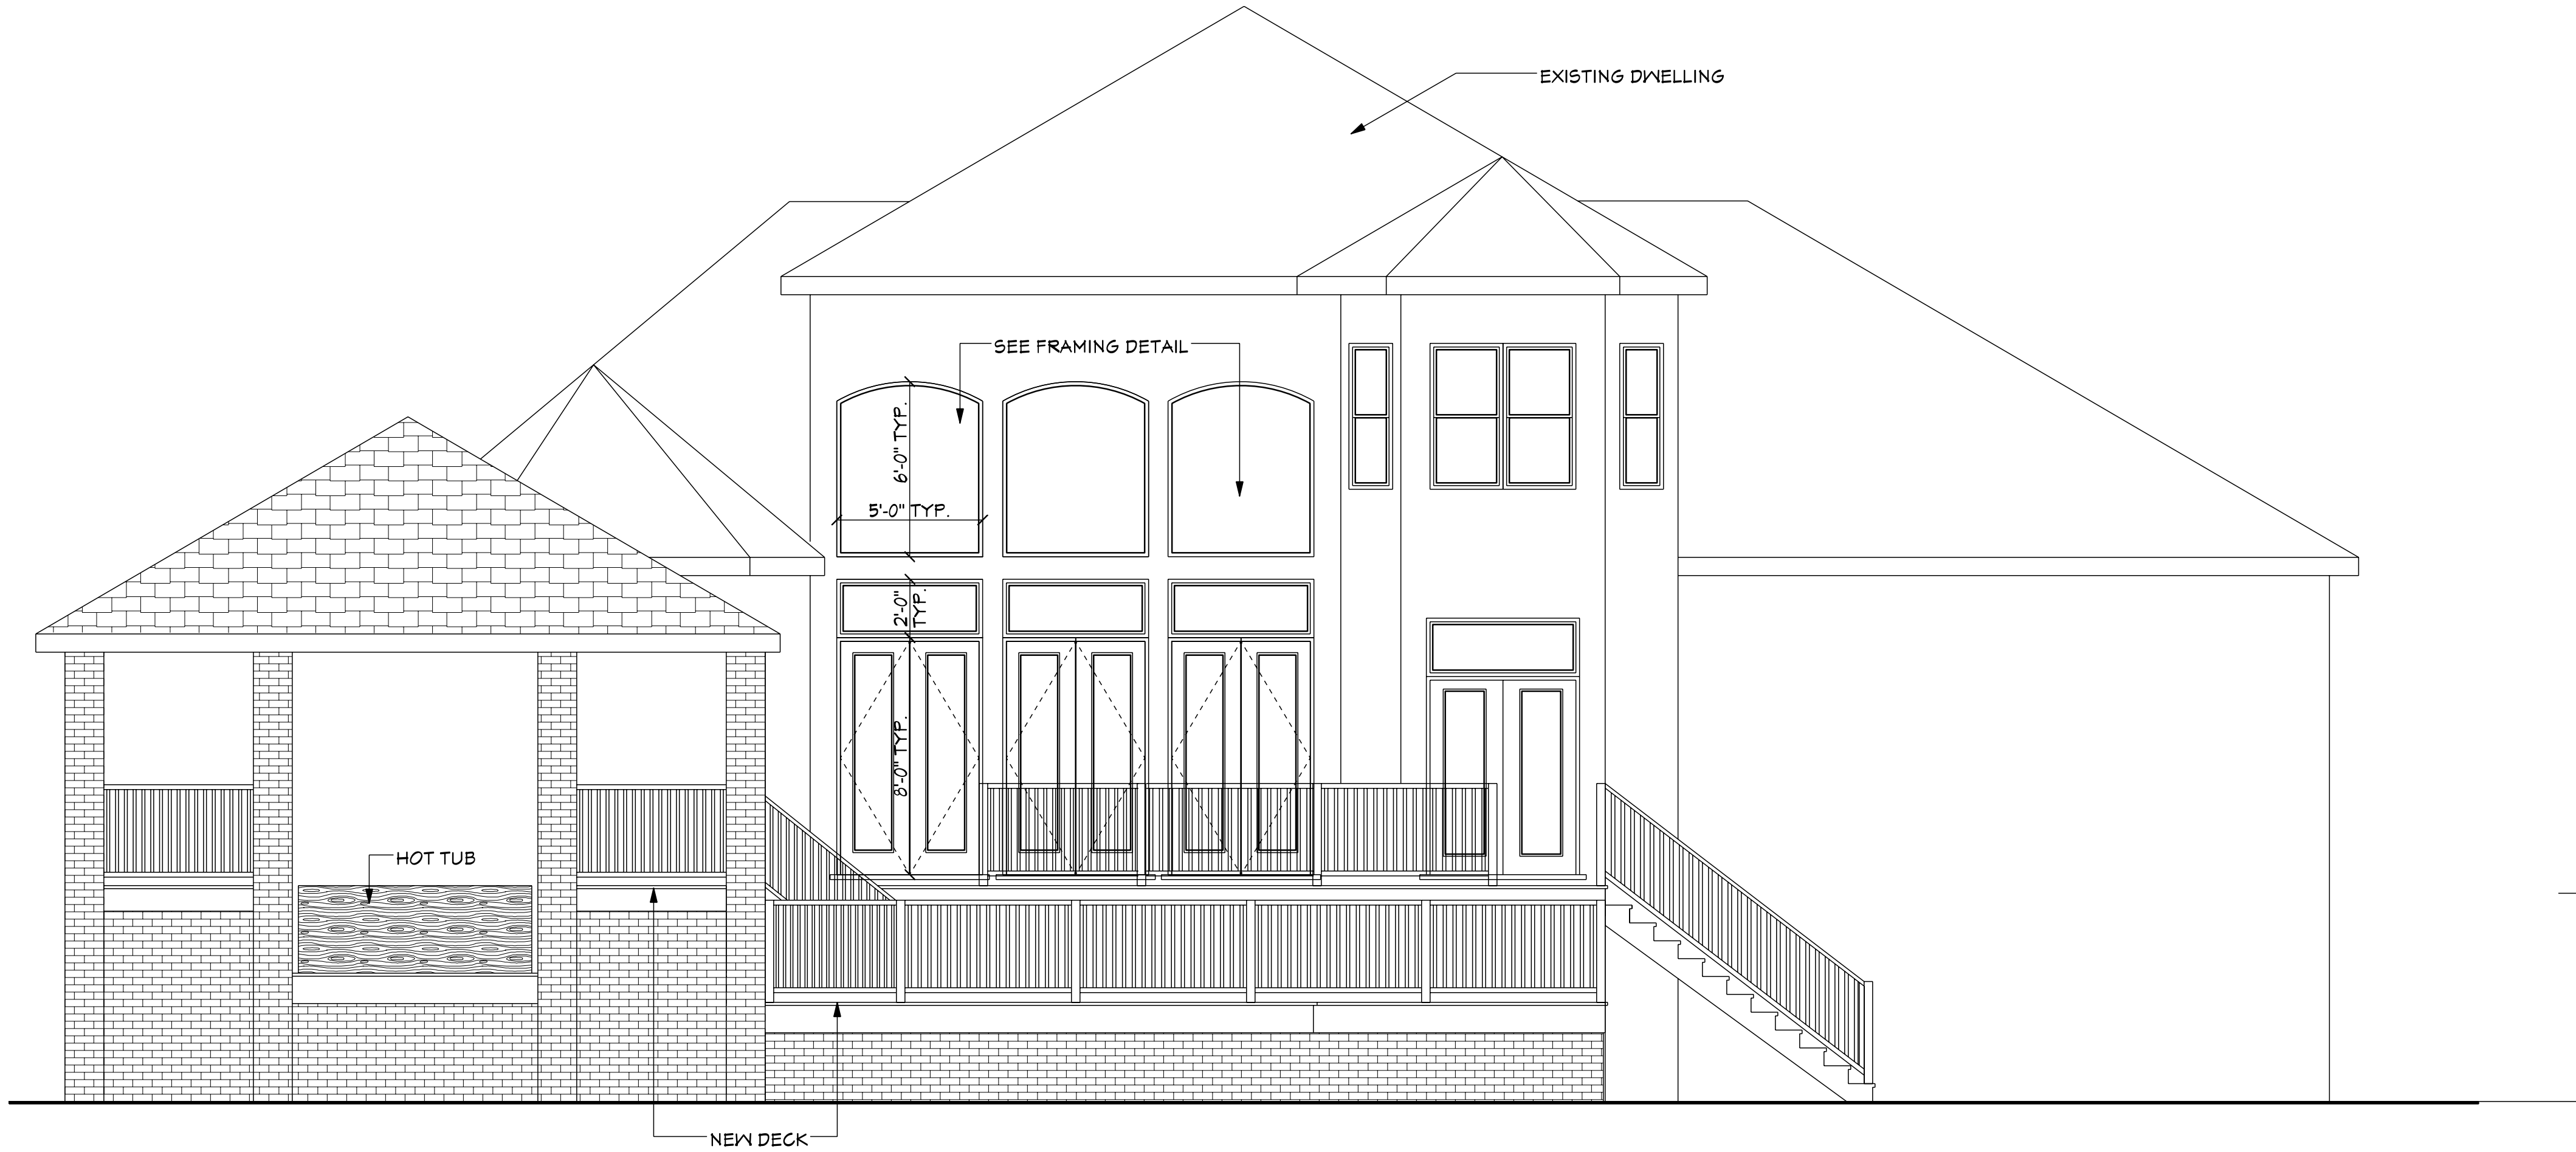 EXISTING DWELLING
SEE FRAMING DETAIL
6'-0" TYP.
5'-0" TYP.
2'-0"
TYP.
8'-0" TYP.
HOT TUB
NEW DECK